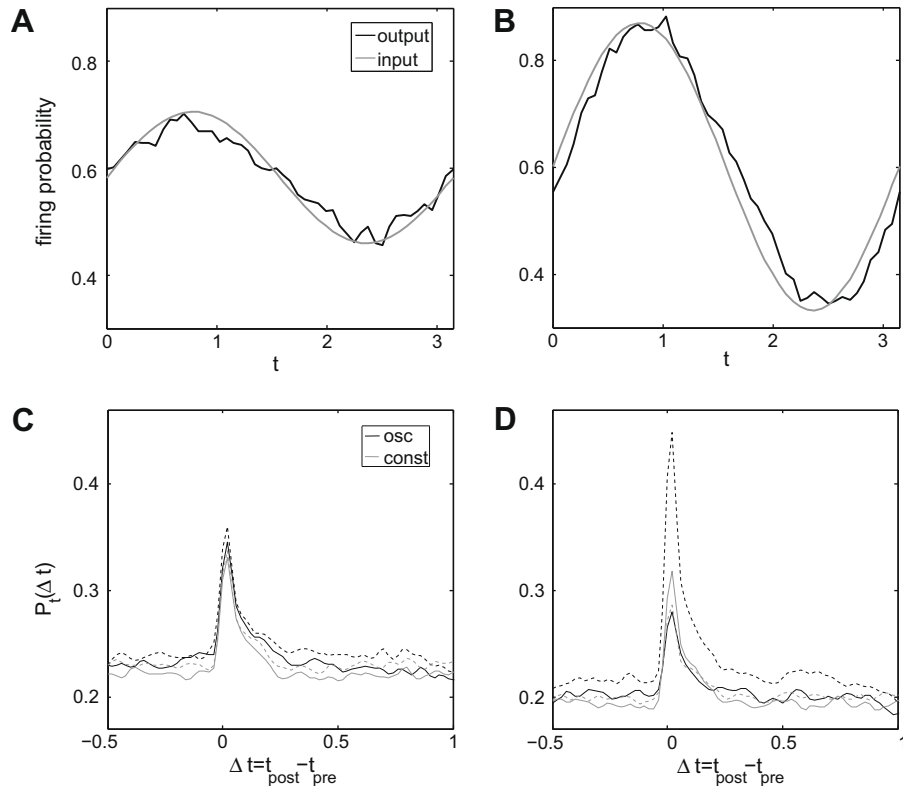 A
B
output
input
0.8
0.6
0.4
firing probability
0 1 2 3
t
0.8
0.6
0.4
0 1 2 3
t
C
D
osc
const
0.4
0.3
0.2
P_t(Δ t)
−0.5 0 0.5 1
Δ t=t_post−t_pre
0.4
0.3
0.2
−0.5 0 0.5 1
Δ t=t_post−t_pre